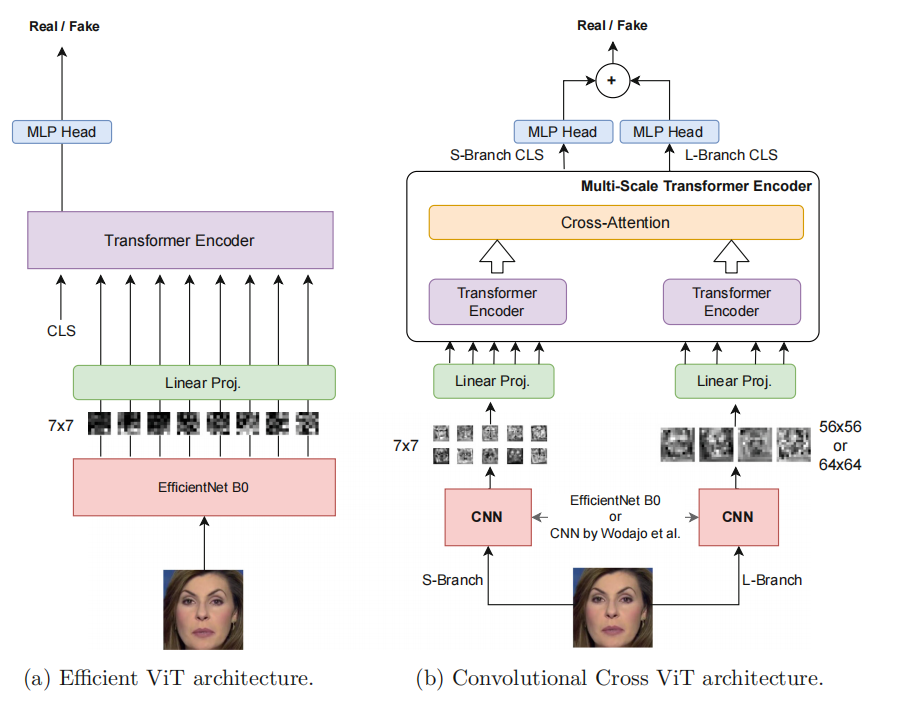 Real / Fake
MLP Head
Transformer Encoder
CLS
Linear Proj.
7x7
EfficientNet B0
(a) Efficient ViT architecture.
Real / Fake
+
MLP Head
MLP Head
S-Branch CLS
L-Branch CLS
Multi-Scale Transformer Encoder
Cross-Attention
Transformer
Encoder
Transformer
Encoder
Linear Proj.
Linear Proj.
7x7
56x56
or
64x64
CNN
EfficientNet B0
or
CNN by Wodajo et al.
CNN
S-Branch
L-Branch
(b) Convolutional Cross ViT architecture.